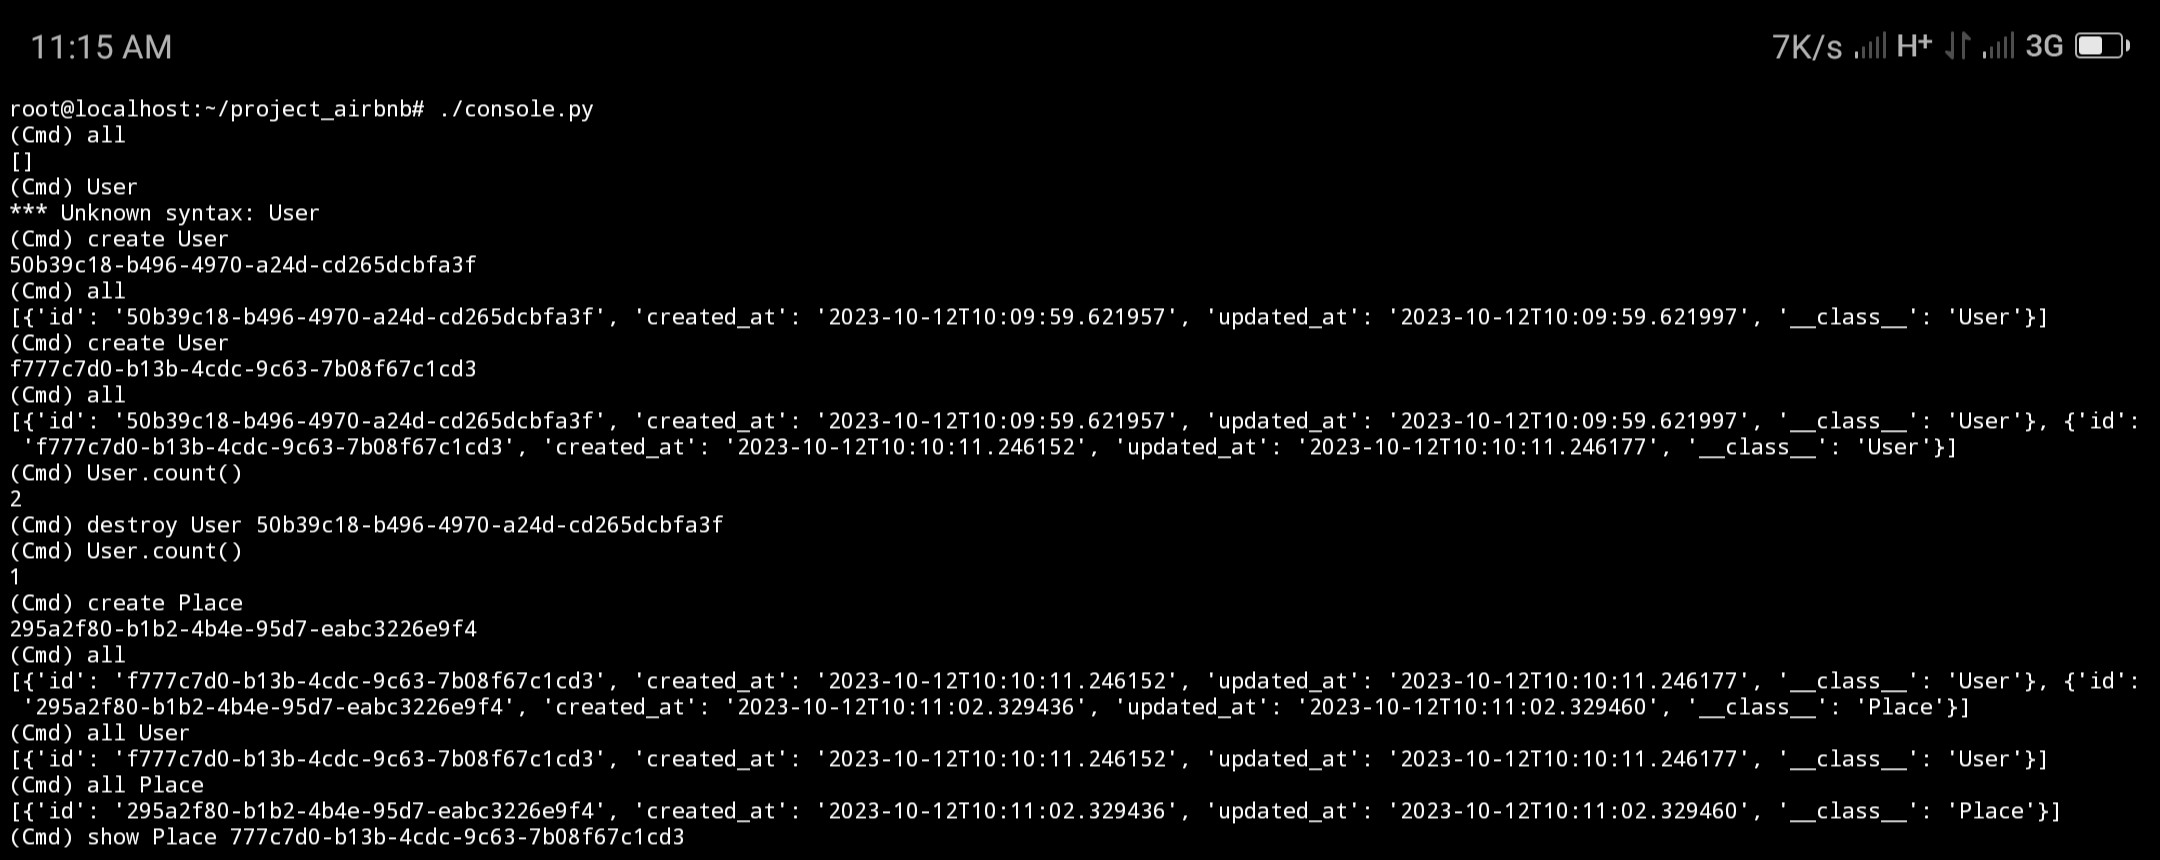 11:15 AM 7K/s H+ 3G
root@localhost:~/project_airbnb# ./console.py
(Cmd) all
[]
(Cmd) User
*** Unknown syntax: User
(Cmd) create User
50b39c18-b496-4970-a24d-cd265dcbfa3f
(Cmd) all
[{'id': '50b39c18-b496-4970-a24d-cd265dcbfa3f', 'created_at': '2023-10-12T10:09:59.621957', 'updated_at': '2023-10-12T10:09:59.621997', '__class__': 'User'}]
(Cmd) create User
f777c7d0-b13b-4cdc-9c63-7b08f67c1cd3
(Cmd) all
[{'id': '50b39c18-b496-4970-a24d-cd265dcbfa3f', 'created_at': '2023-10-12T10:09:59.621957', 'updated_at': '2023-10-12T10:09:59.621997', '__class__': 'User'}, {'id':
 'f777c7d0-b13b-4cdc-9c63-7b08f67c1cd3', 'created_at': '2023-10-12T10:10:11.246152', 'updated_at': '2023-10-12T10:10:11.246177', '__class__': 'User'}]
(Cmd) User.count()
2
(Cmd) destroy User 50b39c18-b496-4970-a24d-cd265dcbfa3f
(Cmd) User.count()
1
(Cmd) create Place
295a2f80-b1b2-4b4e-95d7-eabc3226e9f4
(Cmd) all
[{'id': 'f777c7d0-b13b-4cdc-9c63-7b08f67c1cd3', 'created_at': '2023-10-12T10:10:11.246152', 'updated_at': '2023-10-12T10:10:11.246177', '__class__': 'User'}, {'id':
 '295a2f80-b1b2-4b4e-95d7-eabc3226e9f4', 'created_at': '2023-10-12T10:11:02.329436', 'updated_at': '2023-10-12T10:11:02.329460', '__class__': 'Place'}]
(Cmd) all User
[{'id': 'f777c7d0-b13b-4cdc-9c63-7b08f67c1cd3', 'created_at': '2023-10-12T10:10:11.246152', 'updated_at': '2023-10-12T10:10:11.246177', '__class__': 'User'}]
(Cmd) all Place
[{'id': '295a2f80-b1b2-4b4e-95d7-eabc3226e9f4', 'created_at': '2023-10-12T10:11:02.329436', 'updated_at': '2023-10-12T10:11:02.329460', '__class__': 'Place'}]
(Cmd) show Place 777c7d0-b13b-4cdc-9c63-7b08f67c1cd3